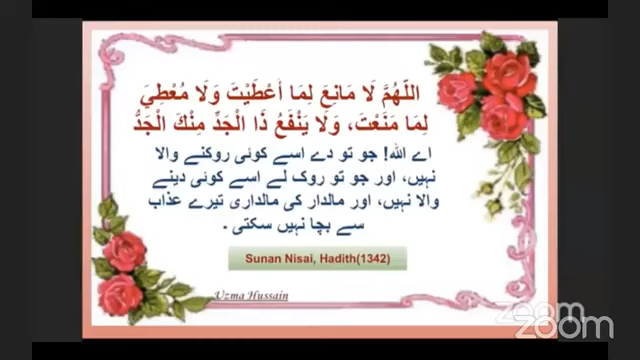 اللَّهُمَّ لَا مَانِعَ لِمَا أَعْطَيْتَ وَلَا مُعْطِيَ
لِمَا مَنَعْتَ، وَلَا يَنْفَعُ ذَا الْجَدِّ مِنْكَ الْجَدُّ
اے اللہ! جو تو دے اسے کوئی روکنے والا
نہیں، اور جو تو روک لے اسے کوئی دینے
والا نہیں، اور مالدار کی مالداری تیرے عذاب
سے بچا نہیں سکتی ۔
Sunan Nisai, Hadith(1342)
Uzma Hussain
zoom
zoom